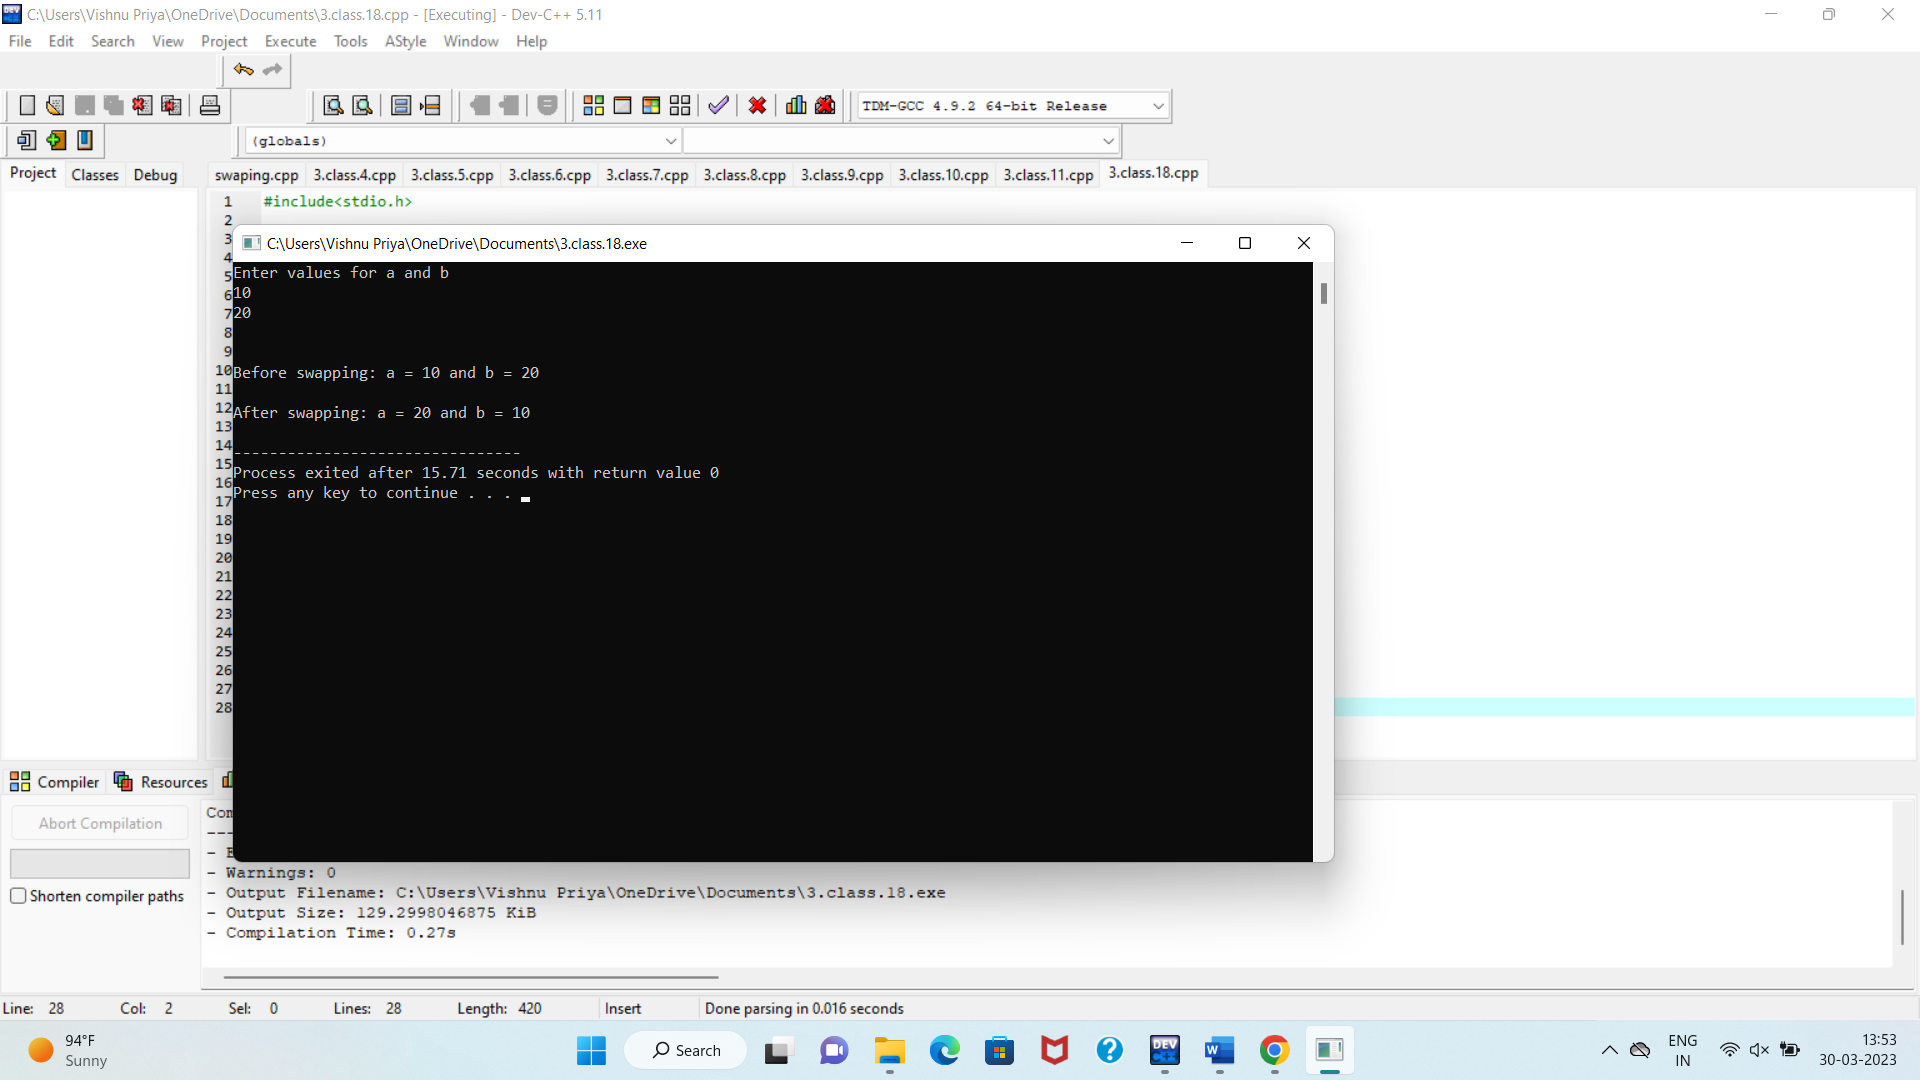 C:\Users\Vishnu Priya\OneDrive\Documents\3.class.18.cpp - [Executing] - Dev-C++ 5.11
File Edit Search View Project Execute Tools AStyle Window Help
TDM-GCC 4.9.2 64-bit Release
(globals)
Project Classes Debug
swaping.cpp 3.class.4.cpp 3.class.5.cpp 3.class.6.cpp 3.class.7.cpp 3.class.8.cpp 3.class.9.cpp 3.class.10.cpp 3.class.11.cpp 3.class.18.cpp
1 #include<stdio.h>
2
3
4
5
6
7
8
9
10
11
12
13
14
15
16
17
18
19
20
21
22
23
24
25
26
27
28
C:\Users\Vishnu Priya\OneDrive\Documents\3.class.18.exe
Enter values for a and b
10
20
Before swapping: a = 10 and b = 20
After swapping: a = 20 and b = 10
--------------------------------
Process exited after 15.71 seconds with return value 0
Press any key to continue . . .
Compiler Resources
Abort Compilation
Shorten compiler paths
- Warnings: 0
- Output Filename: C:\Users\Vishnu Priya\OneDrive\Documents\3.class.18.exe
- Output Size: 129.2998046875 KiB
- Compilation Time: 0.27s
Line: 28 Col: 2 Sel: 0 Lines: 28 Length: 420 Insert Done parsing in 0.016 seconds
94°F
Sunny
Search
DEV
C++
W
ENG
IN
13:53
30-03-2023